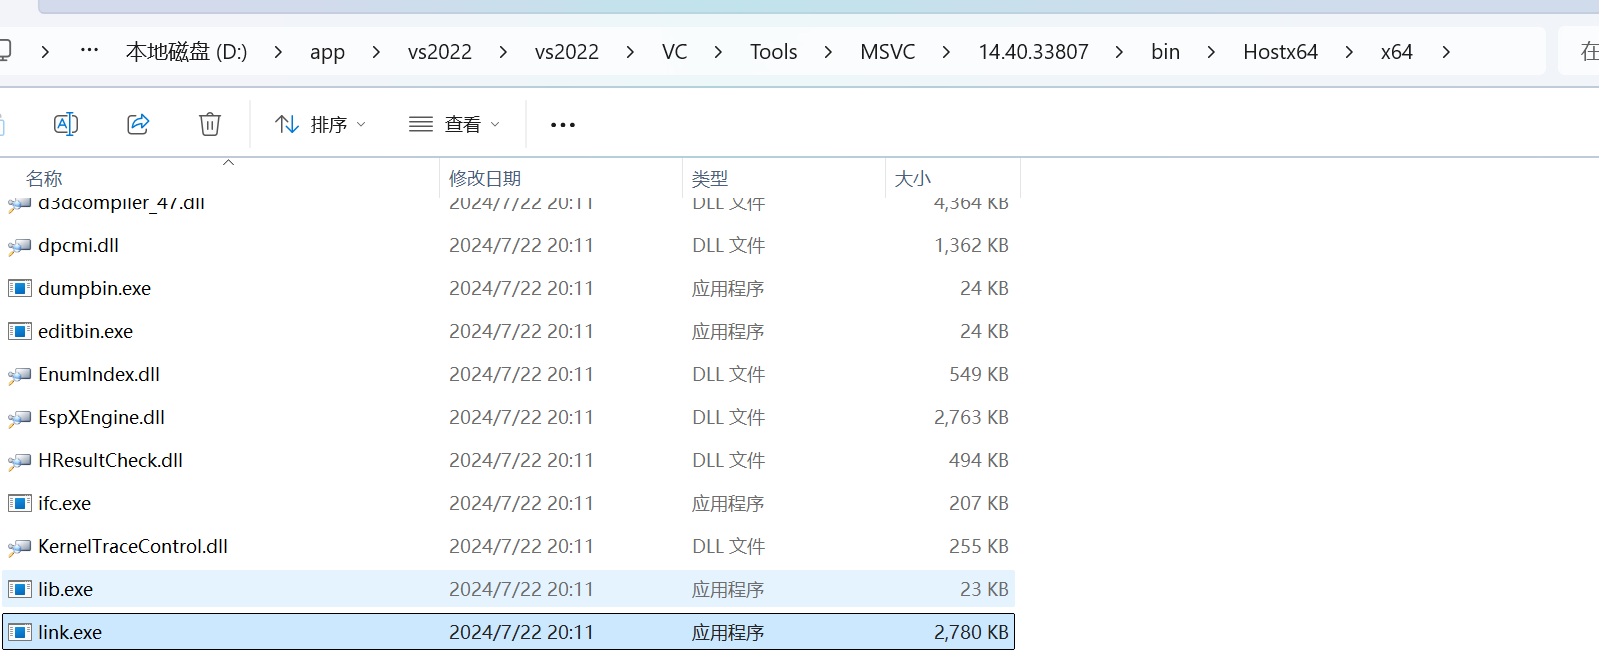 ··· 本地磁盘 (D:) app vs2022 vs2022 VC Tools MSVC 14.40.33807 bin Hostx64 x64 在
排序 查看 ···
名称 修改日期 类型 大小
d3dcompiler_47.dll 2024/7/22 20:11 DLL 文件 4,364 KB
dpcmi.dll 2024/7/22 20:11 DLL 文件 1,362 KB
dumpbin.exe 2024/7/22 20:11 应用程序 24 KB
editbin.exe 2024/7/22 20:11 应用程序 24 KB
EnumIndex.dll 2024/7/22 20:11 DLL 文件 549 KB
EspXEngine.dll 2024/7/22 20:11 DLL 文件 2,763 KB
HResultCheck.dll 2024/7/22 20:11 DLL 文件 494 KB
ifc.exe 2024/7/22 20:11 应用程序 207 KB
KernelTraceControl.dll 2024/7/22 20:11 DLL 文件 255 KB
lib.exe 2024/7/22 20:11 应用程序 23 KB
link.exe 2024/7/22 20:11 应用程序 2,780 KB